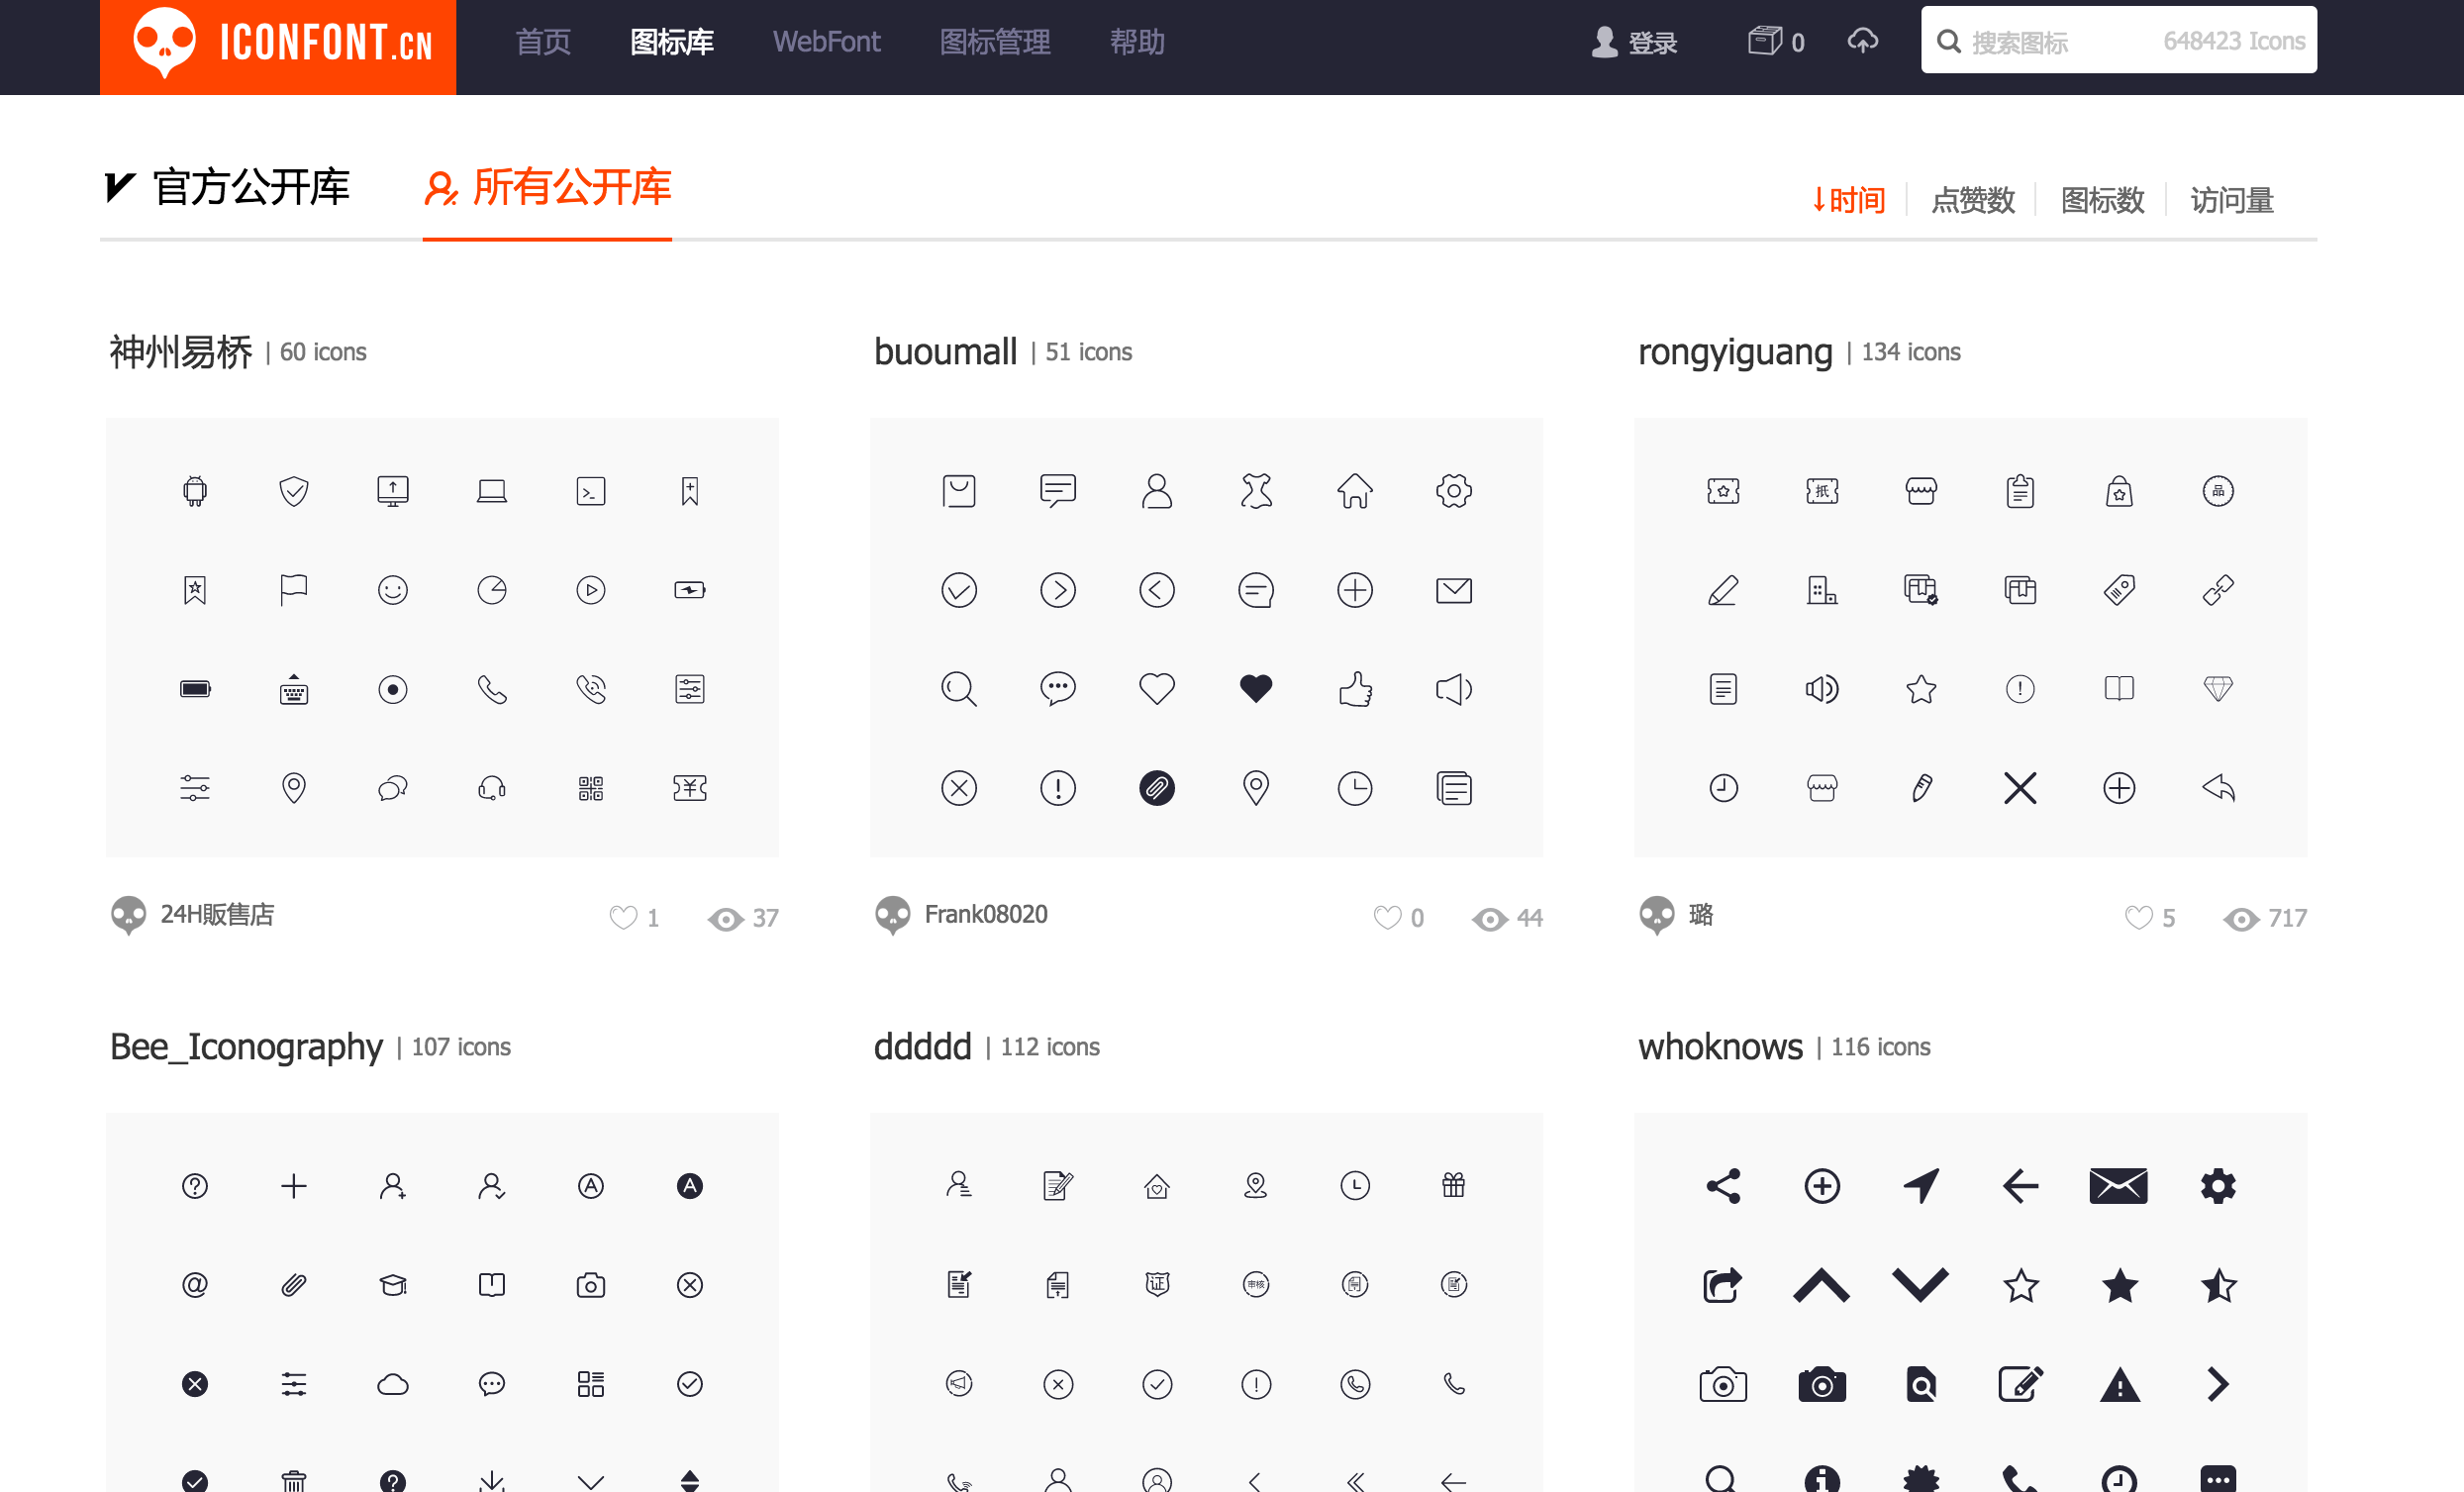 ICONFONT.CN 首页 图标库 WebFont 图标管理 帮助 登录 0 搜索图标 648423 Icons
官方公开库 所有公开库 ↓时间 点赞数 图标数 访问量
神州易桥 | 60 icons
buoumall | 51 icons
rongyiguang | 134 icons
24H販售店 1 37
Frank08020 0 44
璐 5 717
Bee_Iconography | 107 icons
ddddd | 112 icons
whoknows | 116 icons